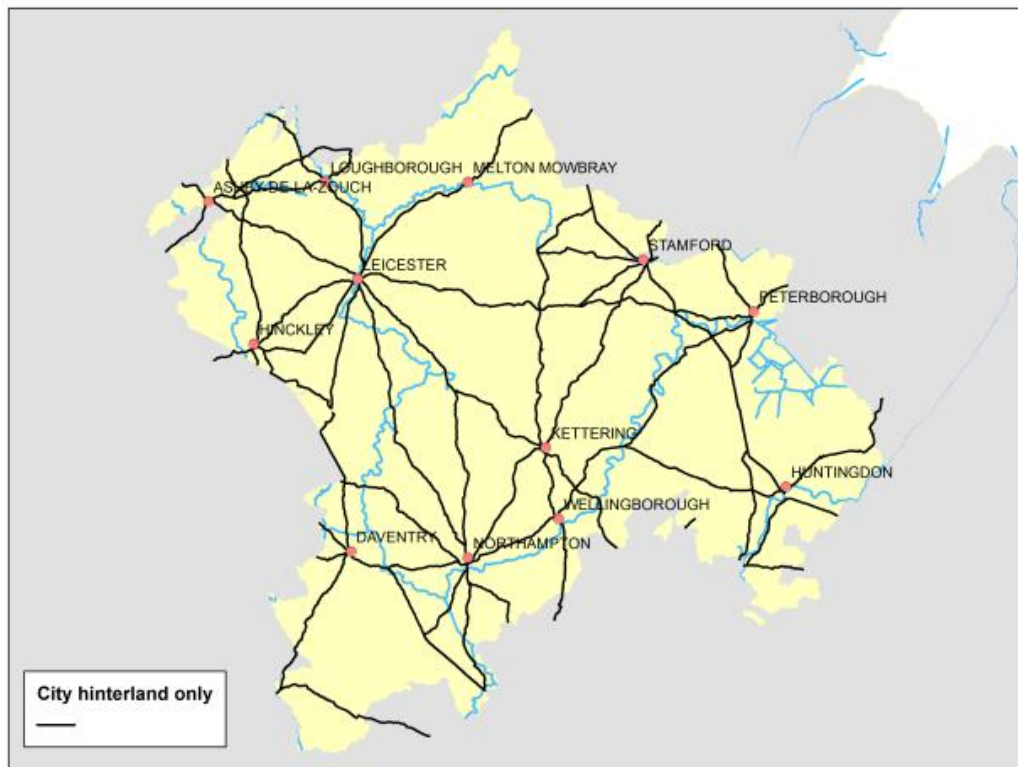 LOUGHBOROUGH
MELTON MOWBRAY
ASHBY-DE-LA-ZOUCH
STAMFORD
LEICESTER
PETERBOROUGH
HINCKLEY
KETTERING
HUNTINGDON
WELLINGBOROUGH
DAVENTRY
NORTHAMPTON
City hinterland only